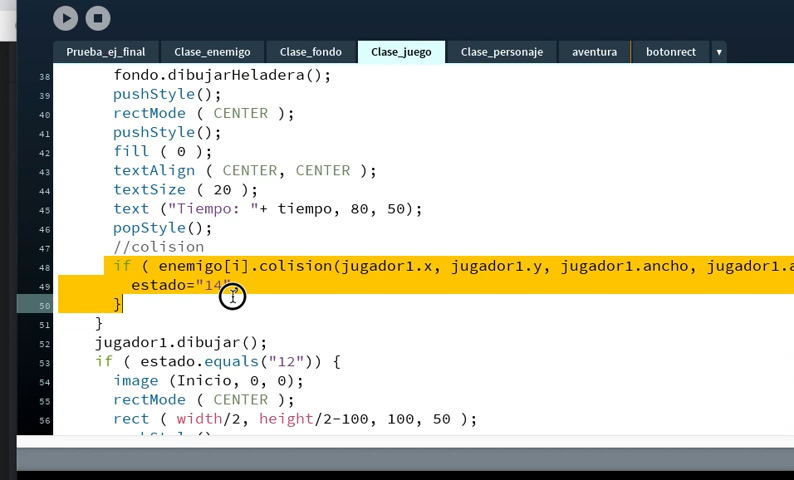 Prueba_ej_final Clase_enemigo Clase_fondo Clase_juego Clase_personaje aventura botonrect
38 fondo.dibujarHeladera();
39 pushStyle();
40 rectMode ( CENTER );
41 pushStyle();
42 fill ( 0 );
43 textAlign ( CENTER, CENTER );
44 textSize ( 20 );
45 text ("Tiempo: "+ tiempo, 80, 50);
46 popStyle();
47 //colision
48 if ( enemigo[i].colision(jugador1.x, jugador1.y, jugador1.ancho, jugador1.a
49 estado="14"
50 }
51 }
52 jugador1.dibujar();
53 if ( estado.equals("12")) {
54 image (Inicio, 0, 0);
55 rectMode ( CENTER );
56 rect ( width/2, height/2-100, 100, 50 );